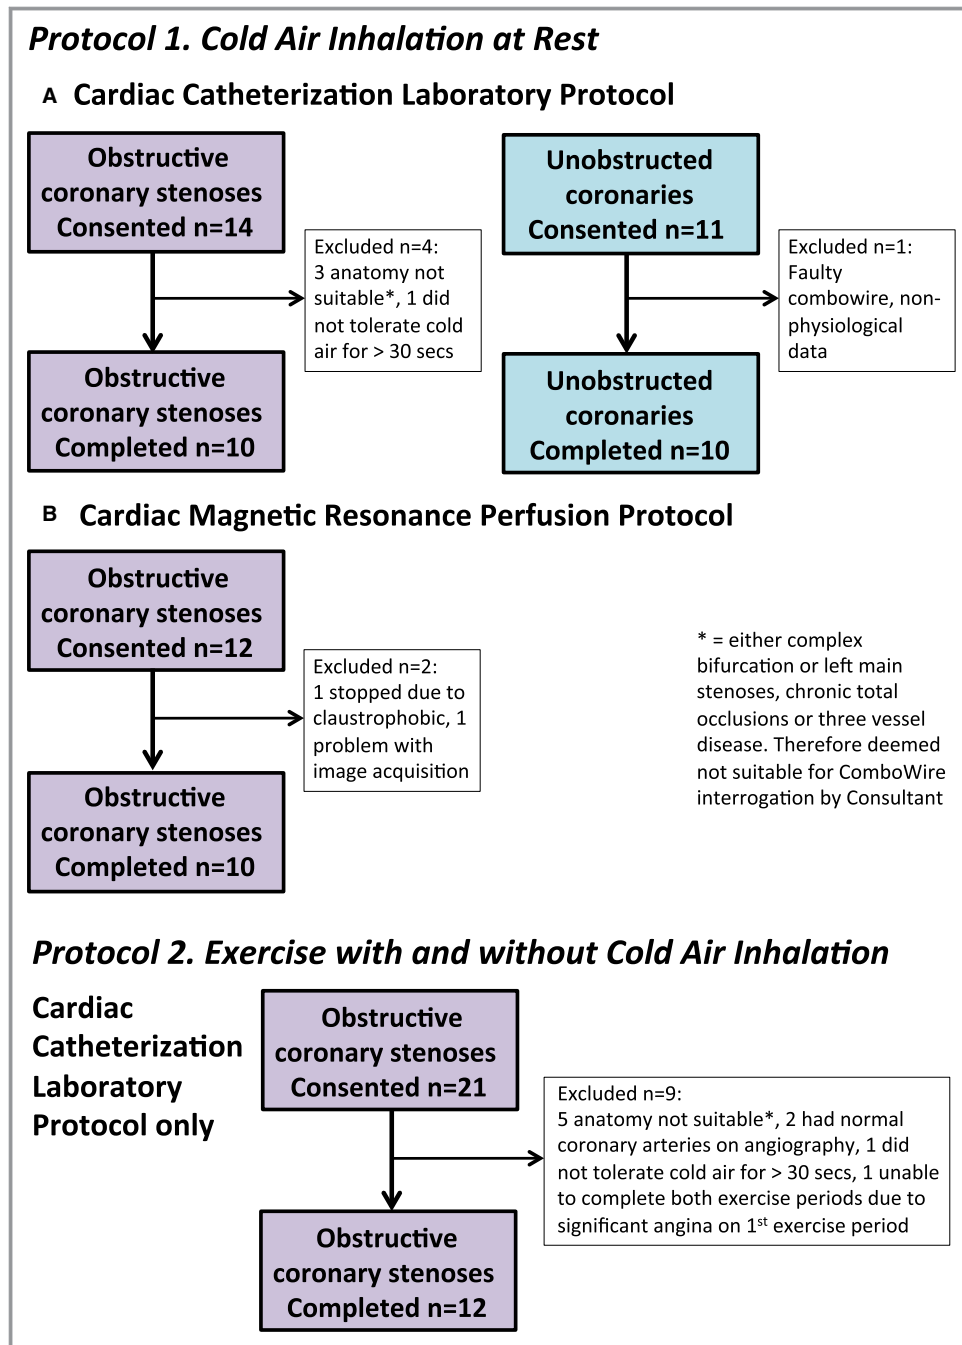 Protocol 1. Cold Air Inhalation at Rest
A Cardiac Catheterization Laboratory Protocol
Obstructive
coronary stenoses
Consented n=14
Excluded n=4:
3 anatomy not
suitable*, 1 did
not tolerate cold
air for > 30 secs
Obstructive
coronary stenoses
Completed n=10
Unobstructed
coronaries
Consented n=11
Excluded n=1:
Faulty
combowire, non-
physiological
data
Unobstructed
coronaries
Completed n=10
B Cardiac Magnetic Resonance Perfusion Protocol
Obstructive
coronary stenoses
Consented n=12
Excluded n=2:
1 stopped due to
claustrophobic, 1
problem with
image acquisition
Obstructive
coronary stenoses
Completed n=10
* = either complex
bifurcation or left main
stenoses, chronic total
occlusions or three vessel
disease. Therefore deemed
not suitable for ComboWire
interrogation by Consultant
Protocol 2. Exercise with and without Cold Air Inhalation
Cardiac
Catheterization
Laboratory
Protocol only
Obstructive
coronary stenoses
Consented n=21
Excluded n=9:
5 anatomy not suitable*, 2 had normal
coronary arteries on angiography, 1 did
not tolerate cold air for > 30 secs, 1 unable
to complete both exercise periods due to
significant angina on 1st exercise period
Obstructive
coronary stenoses
Completed n=12